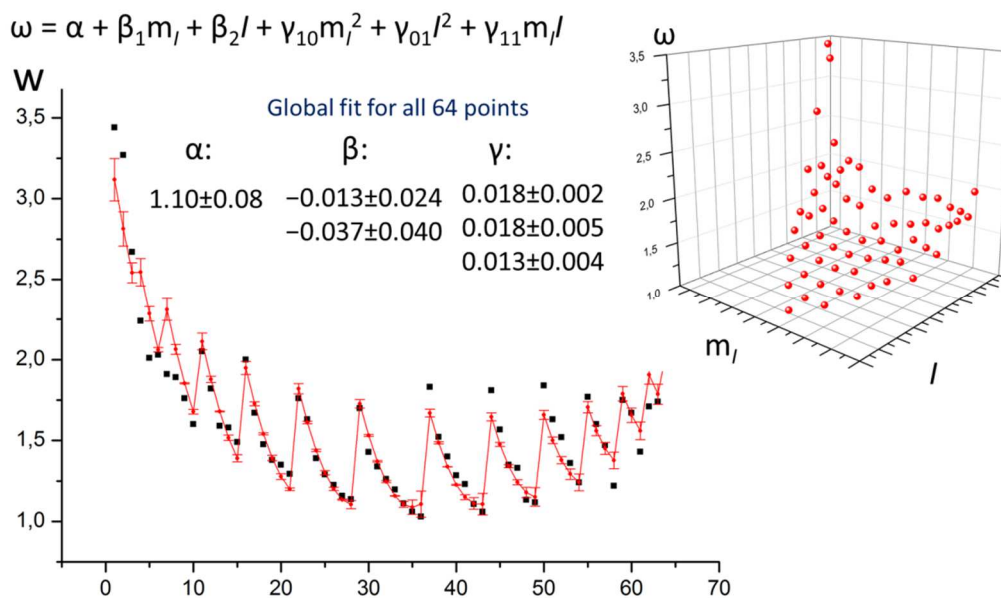 ω = α + β₁mₗ + β₂l + γ₁₀mₗ² + γ₀₁l² + γ₁₁mₗl
W
Global fit for all 64 points
α: β: γ:
1.10±0.08 −0.013±0.024 0.018±0.002
−0.037±0.040 0.018±0.005
0.013±0.004
3,5
3,0
2,5
2,0
1,5
1,0
0 10 20 30 40 50 60 70
ω
3,5
3,0
2,5
2,0
1,5
1,0
mₗ
l